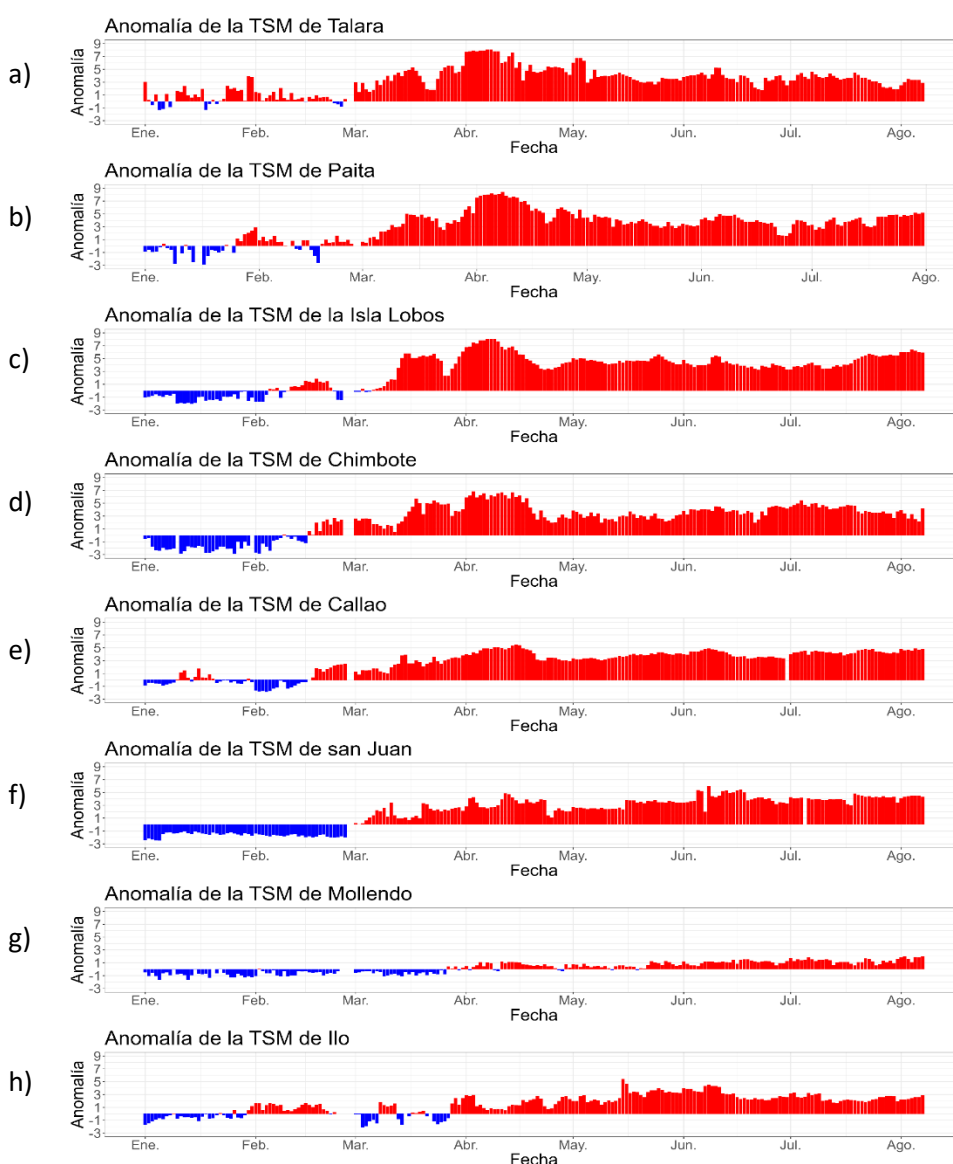 Anomalía de la TSM de Talara
a)
Anomalía
9
7
5
3
1
-1
-3
Ene. Feb. Mar. Abr. May. Jun. Jul. Ago.
Fecha
Anomalía de la TSM de Paita
b)
Anomalía
9
7
5
3
1
-1
-3
Ene. Feb. Mar. Abr. May. Jun. Jul. Ago.
Fecha
Anomalía de la TSM de la Isla Lobos
c)
Anomalía
9
7
5
3
1
-1
-3
Ene. Feb. Mar. Abr. May. Jun. Jul. Ago.
Fecha
Anomalía de la TSM de Chimbote
d)
Anomalía
9
7
5
3
1
-1
-3
Ene. Feb. Mar. Abr. May. Jun. Jul. Ago.
Fecha
Anomalía de la TSM de Callao
e)
Anomalía
9
7
5
3
1
-1
-3
Ene. Feb. Mar. Abr. May. Jun. Jul. Ago.
Fecha
Anomalía de la TSM de san Juan
f)
Anomalía
9
7
5
3
1
-1
-3
Ene. Feb. Mar. Abr. May. Jun. Jul. Ago.
Fecha
Anomalía de la TSM de Mollendo
g)
Anomalía
9
7
5
3
1
-1
-3
Ene. Feb. Mar. Abr. May. Jun. Jul. Ago.
Fecha
Anomalía de la TSM de Ilo
h)
Anomalía
9
7
5
3
1
-1
-3
Ene. Feb. Mar. Abr. May. Jun. Jul. Ago.
Fecha